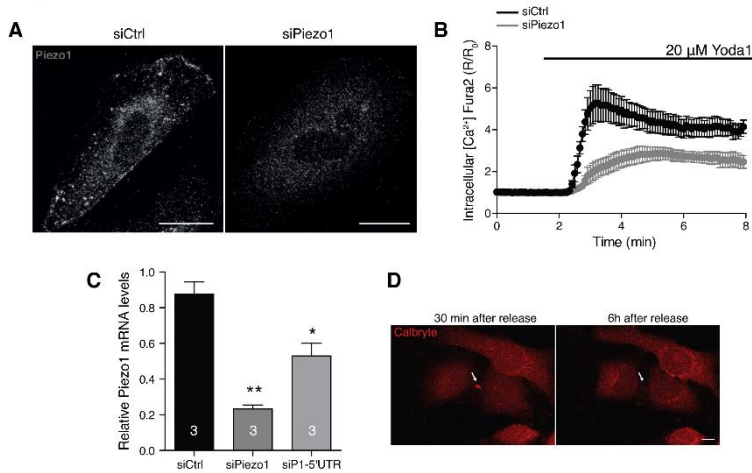 A
siCtrl
siPiezo1
Piezo1
B
siCtrl
siPiezo1
20 µM Yoda1
Intracellular [Ca²⁺] Fura2 (R/R₀)
8
6
4
2
0
0 2 4 6 8
Time (min)
C
Relative Piezo1 mRNA levels
1.0
0.8
0.6
0.4
0.2
0.0
**
*
3 3 3
siCtrl siPiezo1 siP1-5'UTR
D
30 min after release
6h after release
Calbryte